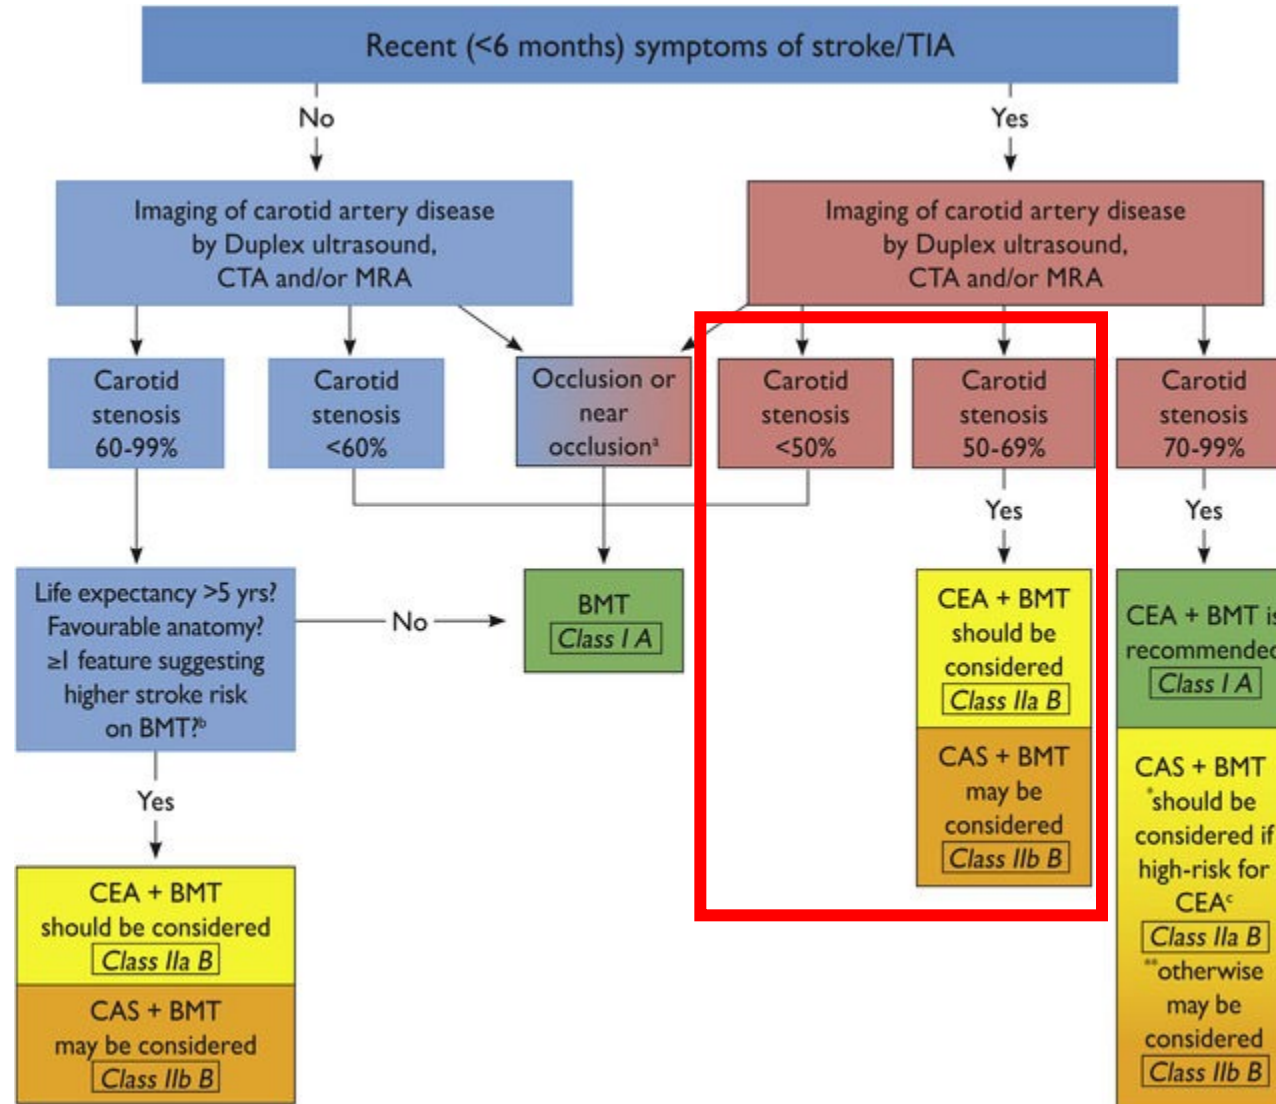 Recent (<6 months) symptoms of stroke/TIA
No
Yes
Imaging of carotid artery disease
by Duplex ultrasound,
CTA and/or MRA
Imaging of carotid artery disease
by Duplex ultrasound,
CTA and/or MRA
Carotid
stenosis
60-99%
Carotid
stenosis
<60%
Occlusion or
near
occlusionᵃ
Carotid
stenosis
<50%
Carotid
stenosis
50-69%
Carotid
stenosis
70-99%
Yes
Yes
Life expectancy >5 yrs?
Favourable anatomy?
≥1 feature suggesting
higher stroke risk
on BMT?ᵇ
No
BMT
Class I A
CEA + BMT
should be
considered
Class IIa B
CAS + BMT
may be
considered
Class IIb B
CEA + BMT is
recommended
Class I A
CAS + BMT
*should be
considered if
high-risk for
CEAᶜ
Class IIa B
**otherwise
may be
considered
Class IIb B
Yes
CEA + BMT
should be considered
Class IIa B
CAS + BMT
may be considered
Class IIb B